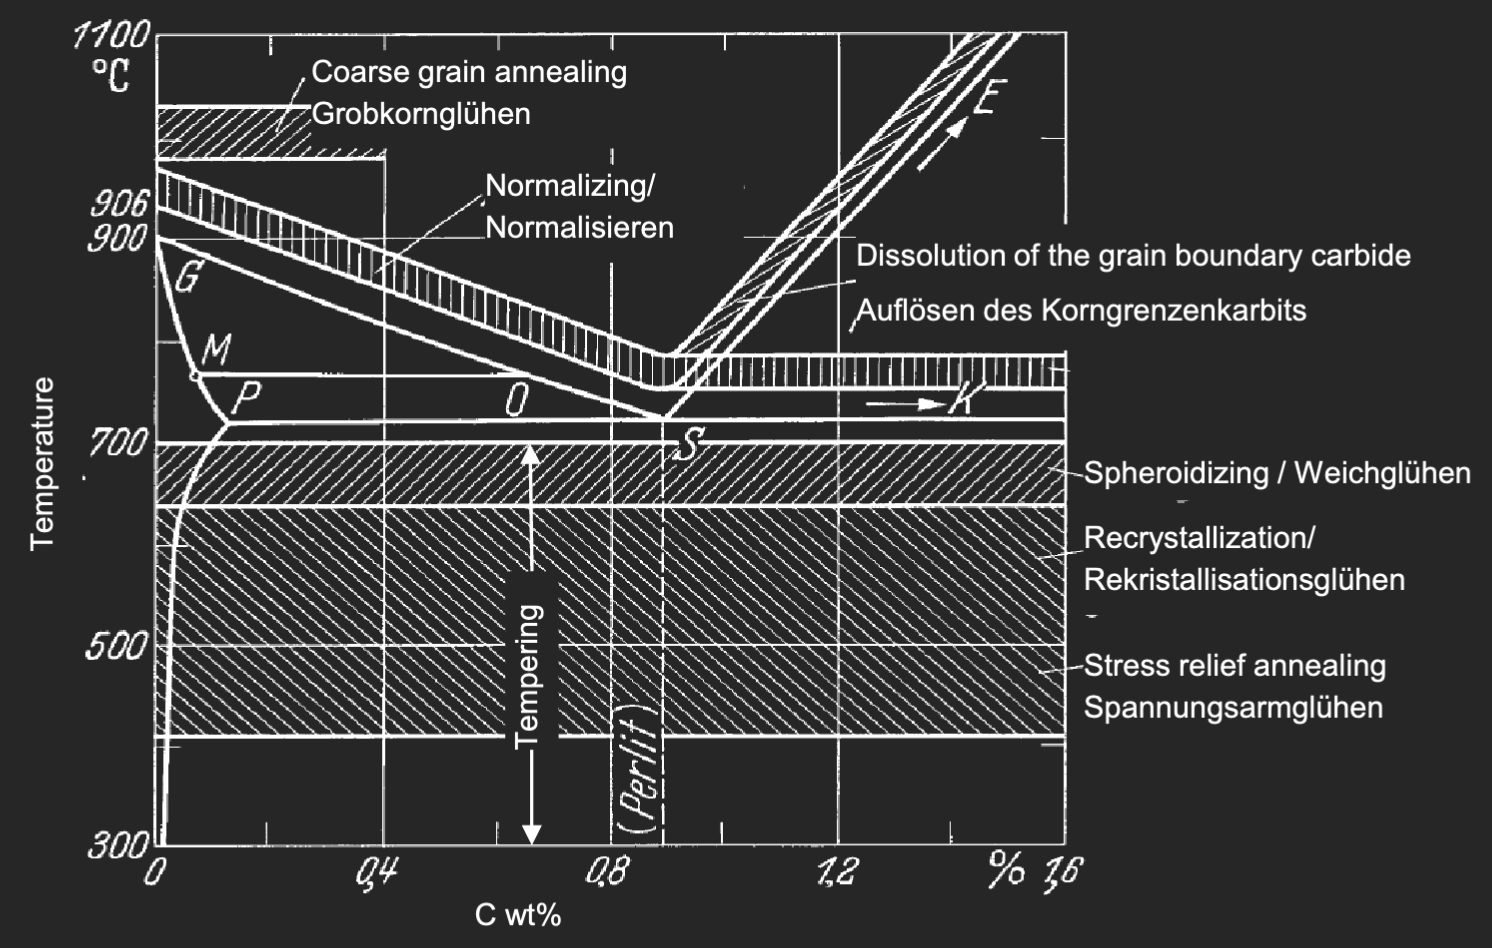 1100
°C
Coarse grain annealing
Grobkornglühen
Normalizing/
Normalisieren
906
900
G
E
Dissolution of the grain boundary carbide
Auflösen des Korngrenzenkarbits
M
P
O
K
S
700
Temperature
Spheroidizing / Weichglühen
Recrystallization/
Rekristallisationsglühen
500
Tempering
Stress relief annealing
Spannungsarmglühen
(Perlit)
300
0
0,4
0,8
1,2
% 1,6
C wt%